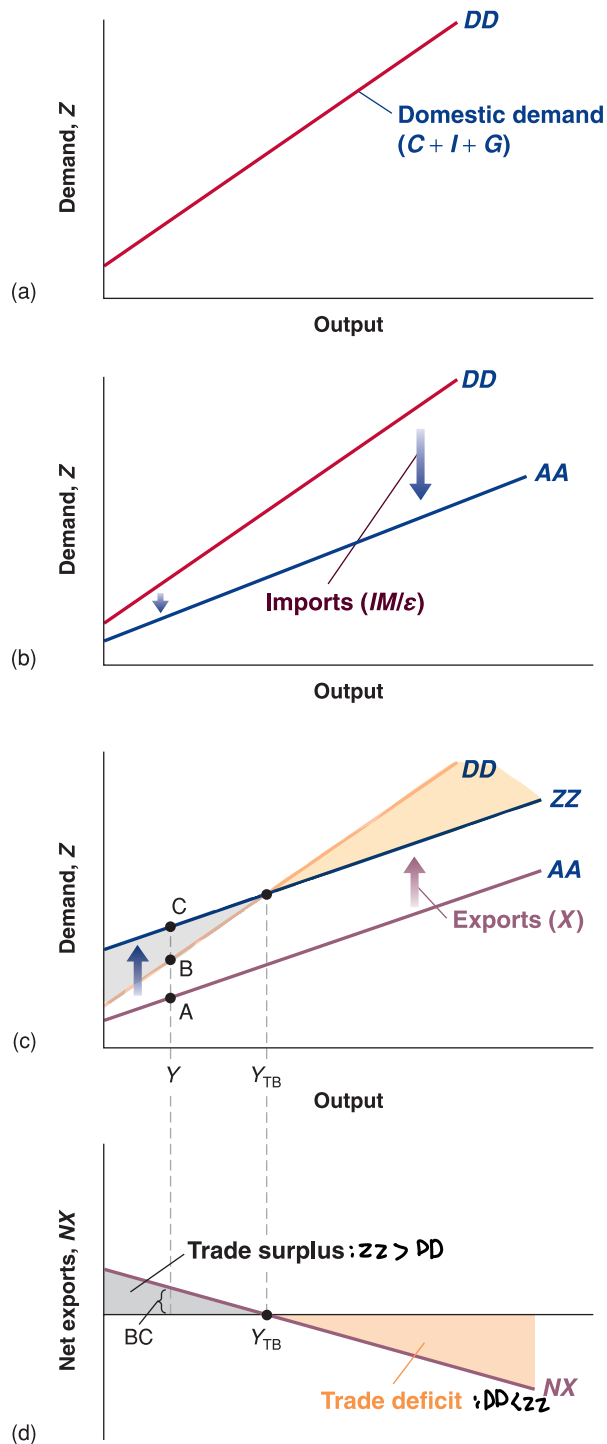 DD
Domestic demand
(C + I + G)
Demand, Z
(a)
Output
DD
AA
Demand, Z
Imports (IM/ε)
(b)
Output
DD
ZZ
AA
C
Exports (X)
Demand, Z
B
A
(c)
Y
YTB
Output
Net exports, NX
Trade surplus : ZZ > DD
BC
YTB
Trade deficit : DD < ZZ
NX
(d)